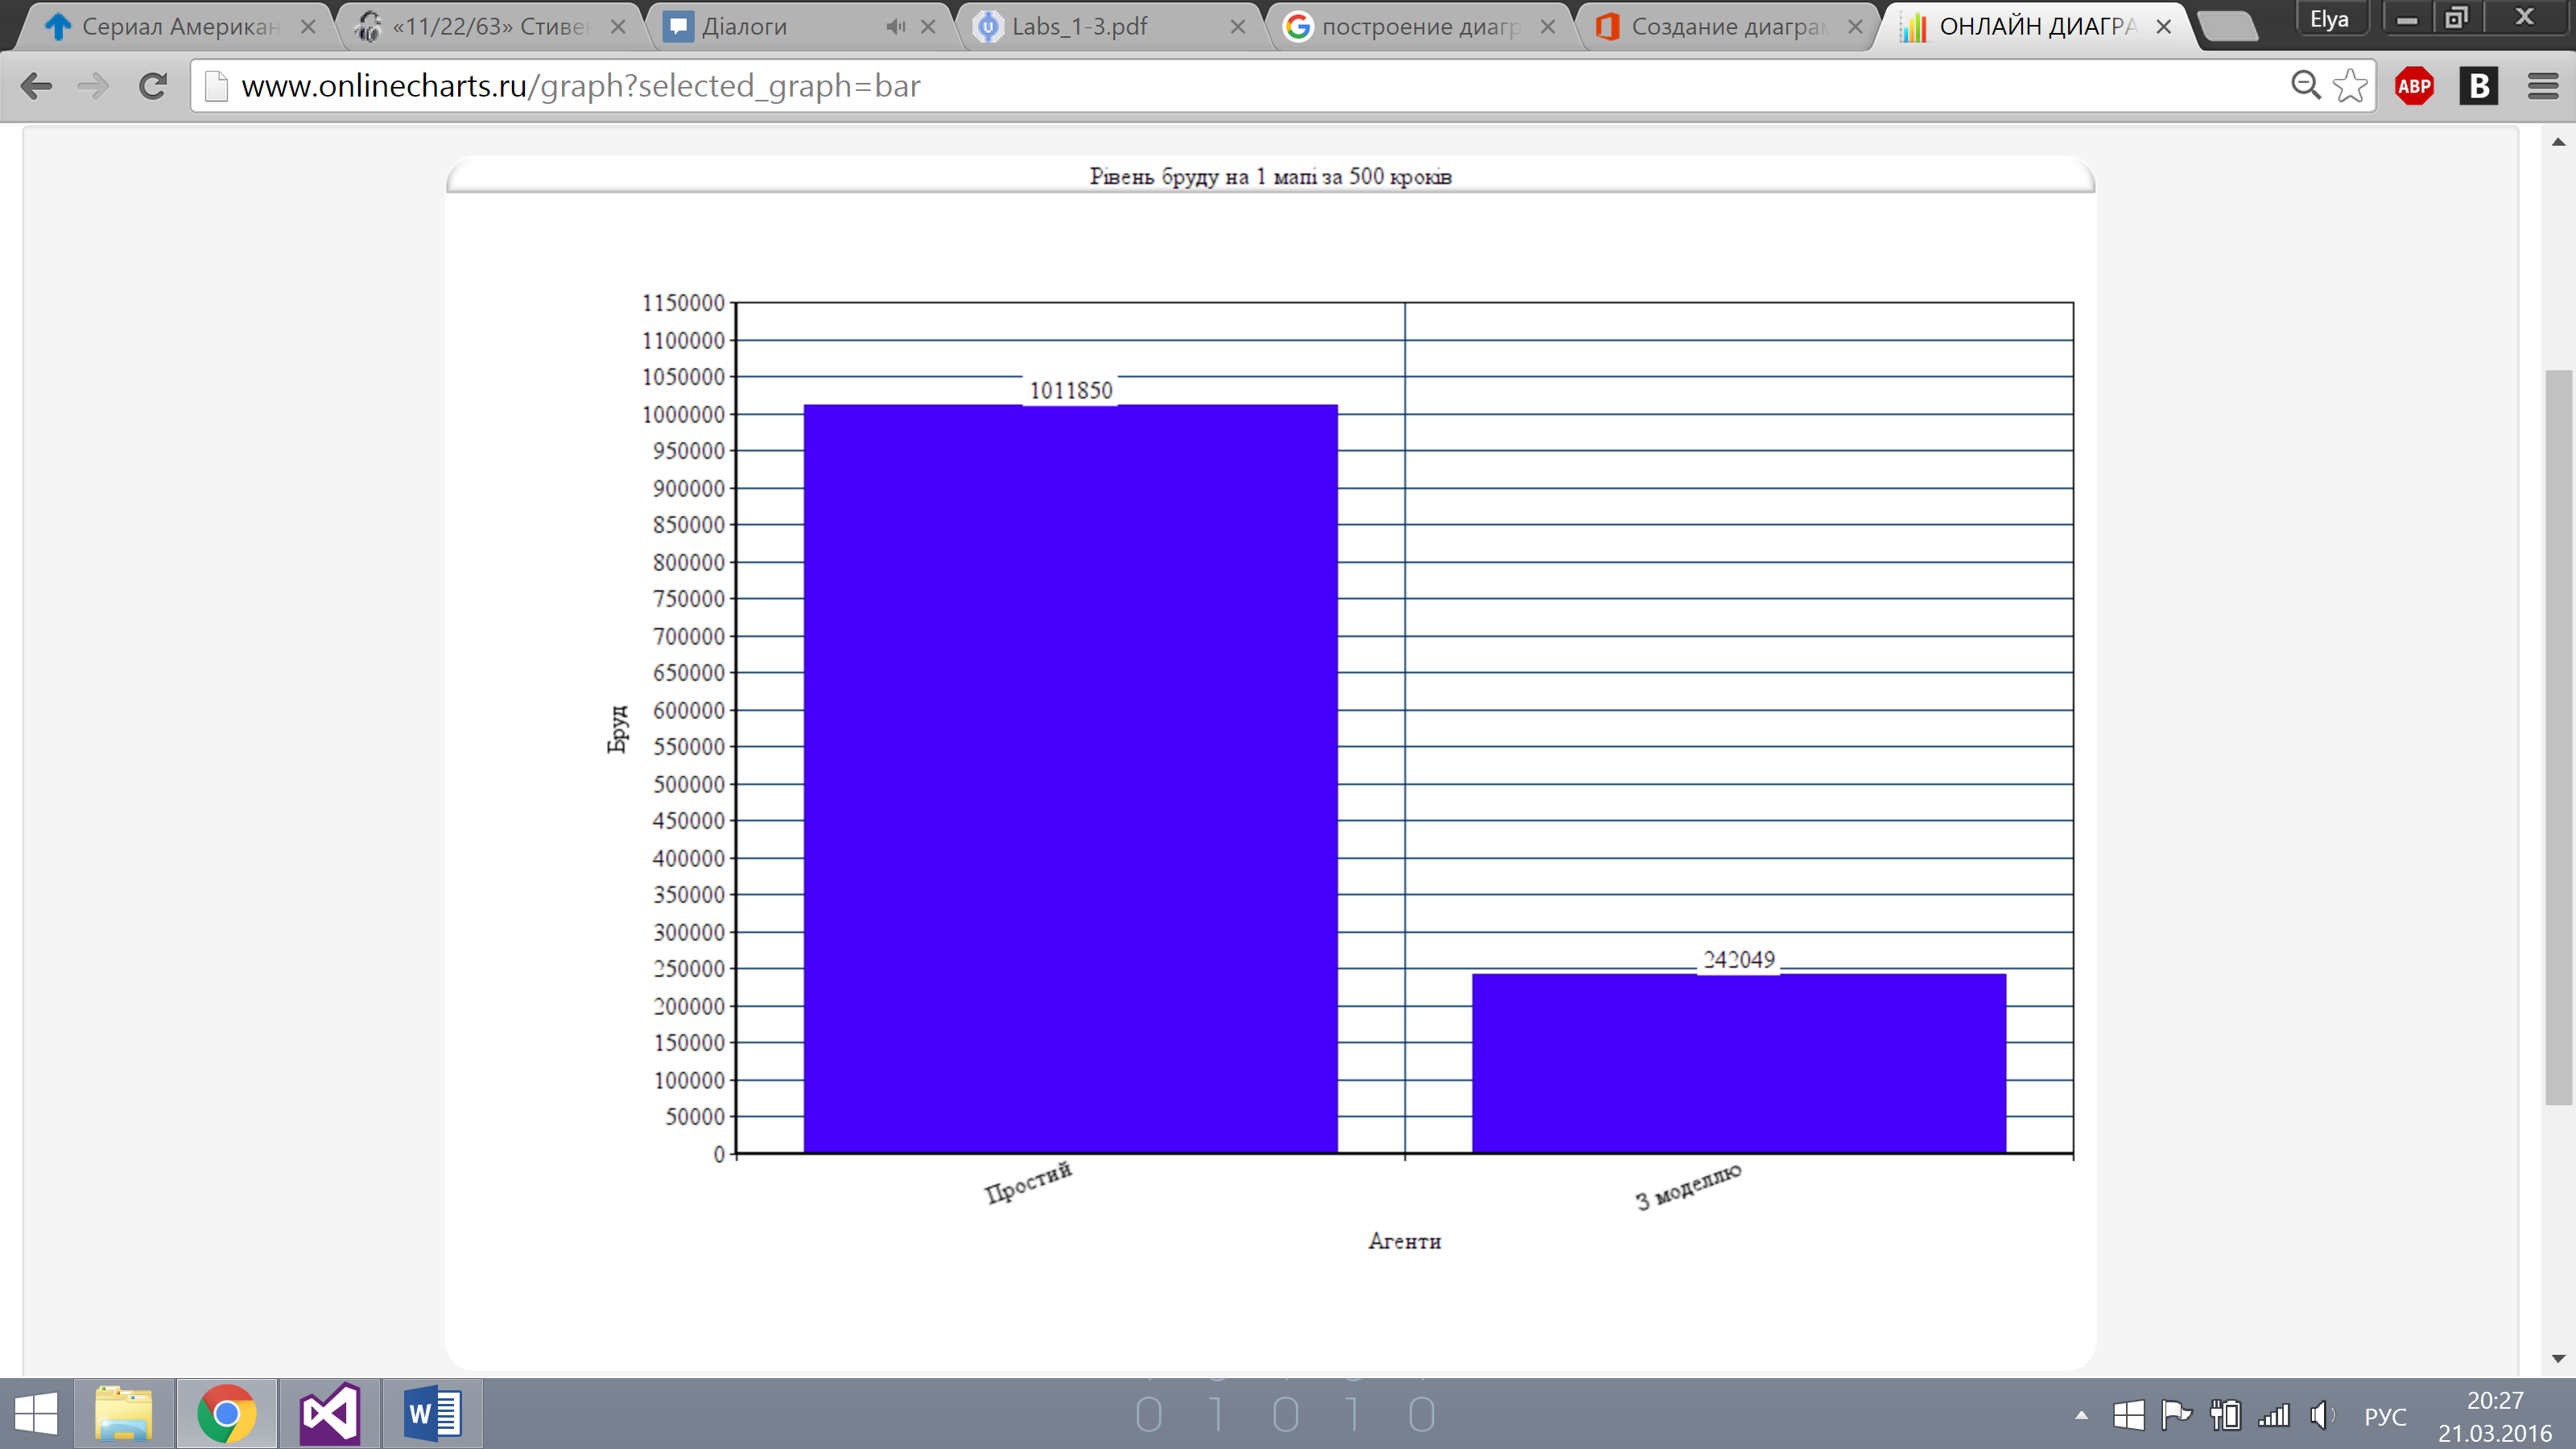 Сериал Американ
«11/22/63» Стивен
Діалоги
Labs_1-3.pdf
построение диагр
Создание диаграм
ОНЛАЙН ДИАГРА
Elya
www.onlinecharts.ru/graph?selected_graph=bar
ABP
B
Рівень бруду на 1 мапі за 500 кроків
1150000
1100000
1050000
1011850
1000000
950000
900000
850000
800000
750000
700000
650000
600000
Бруд
550000
500000
450000
400000
350000
300000
242049
250000
200000
150000
100000
50000
0
Простий
З моделлю
Агенти
0 1 0 1 0
РУС
20:27
21.03.2016